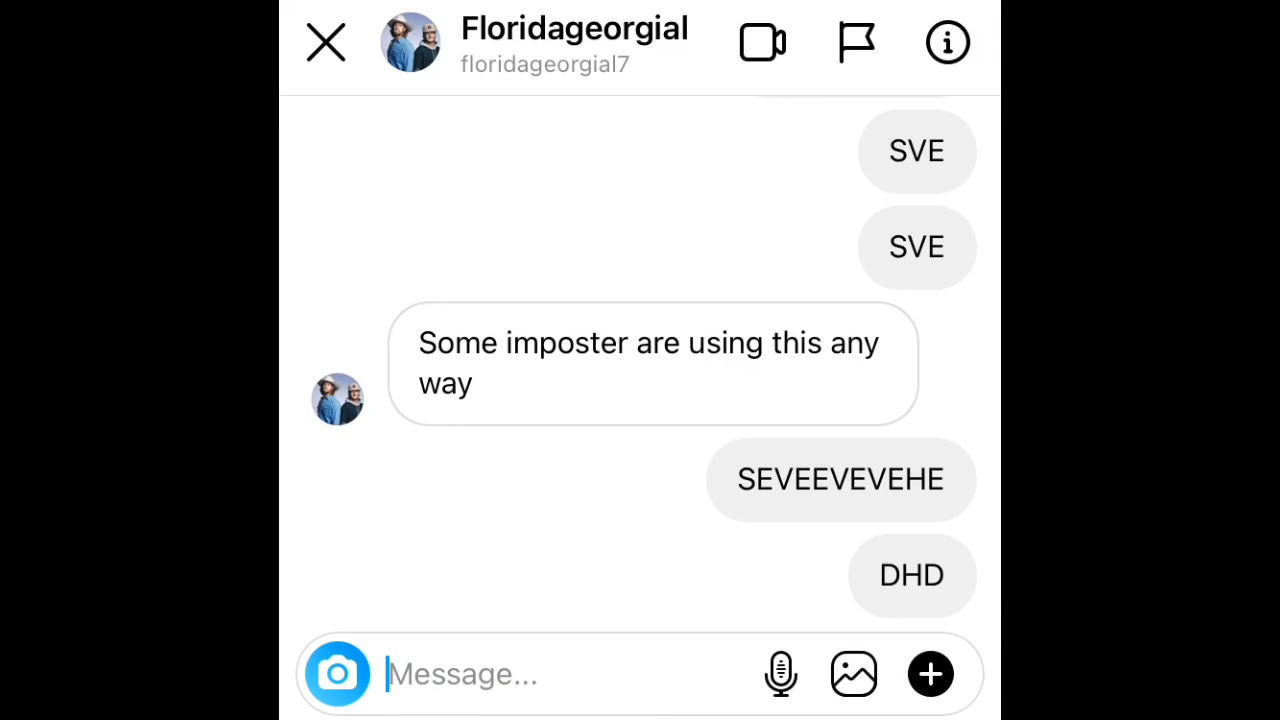 Floridageorgial
floridageorgial7
SVE
SVE
Some imposter are using this any
way
SEVEEVEVEHE
DHD
Message...